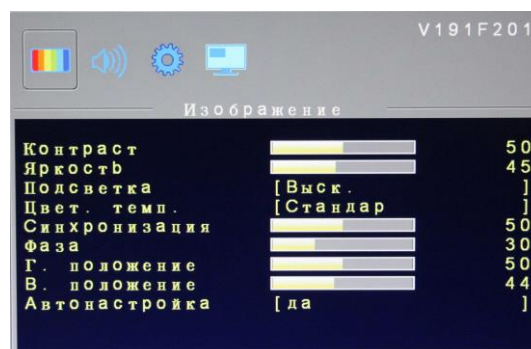 V191F201
Изображение
Контраст 50
Яркость 45
Подсветка [Выск. ]
Цвет. темп. [Стандар ]
Синхронизация 50
Фаза 30
Г. положение 50
В. положение 44
Автонастройка [да ]